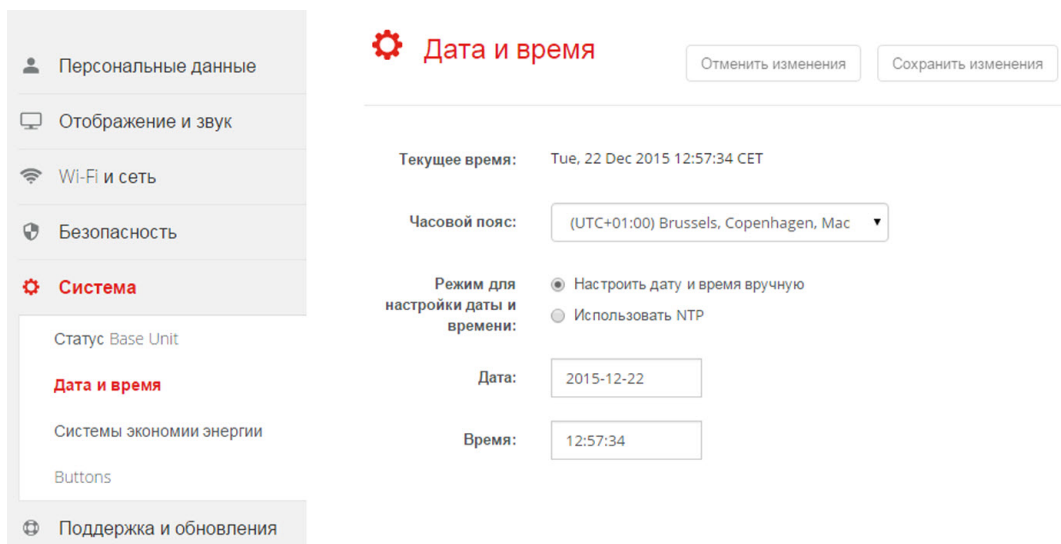 Персональные данные
Отображение и звук
Wi-Fi и сеть
Безопасность
Система
Статус Base Unit
Дата и время
Системы экономии энергии
Buttons
Поддержка и обновления
Дата и время
Отменить изменения
Сохранить изменения
Текущее время:
Tue, 22 Dec 2015 12:57:34 CET
Часовой пояс:
(UTC+01:00) Brussels, Copenhagen, Mac
Режим для
настройки даты и
времени:
Настроить дату и время вручную
Использовать NTP
Дата:
2015-12-22
Время:
12:57:34